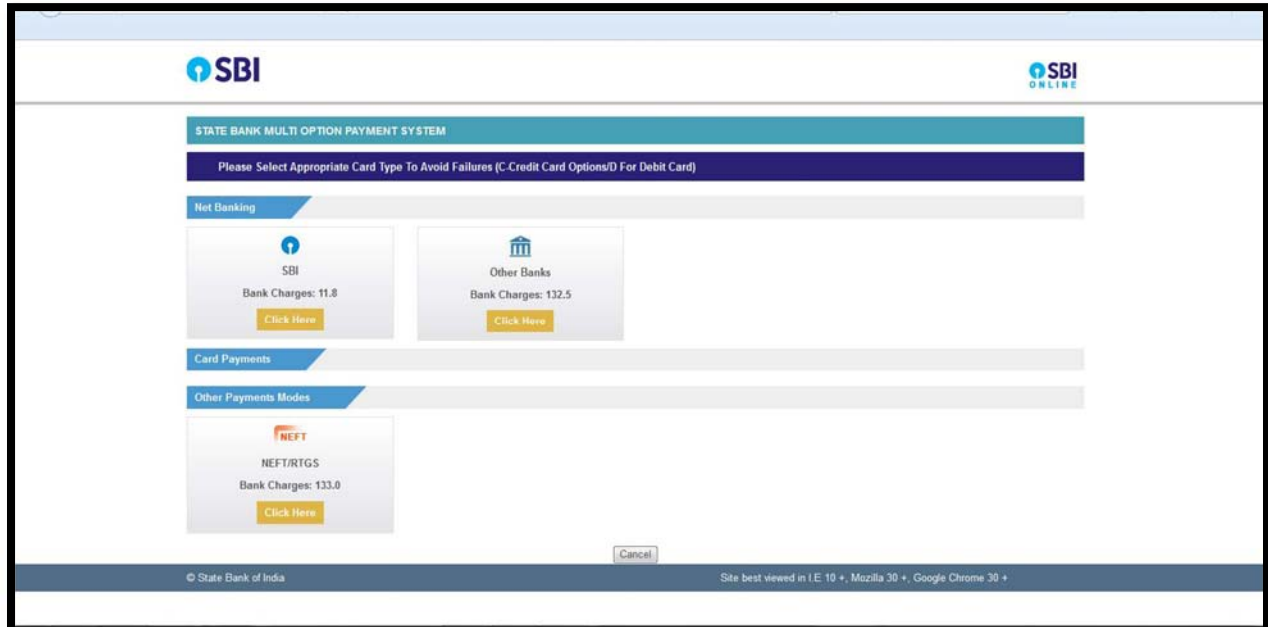 SBI
SBI
ONLINE
STATE BANK MULTI OPTION PAYMENT SYSTEM
Please Select Appropriate Card Type To Avoid Failures (C-Credit Card Options/D For Debit Card)
Net Banking
SBI
Bank Charges: 11.8
Click Here
Other Banks
Bank Charges: 132.5
Click Here
Card Payments
Other Payments Modes
NEFT
NEFT/RTGS
Bank Charges: 133.0
Click Here
Cancel
© State Bank of India
Site best viewed in I.E 10 +, Mozilla 30 +, Google Chrome 30 +